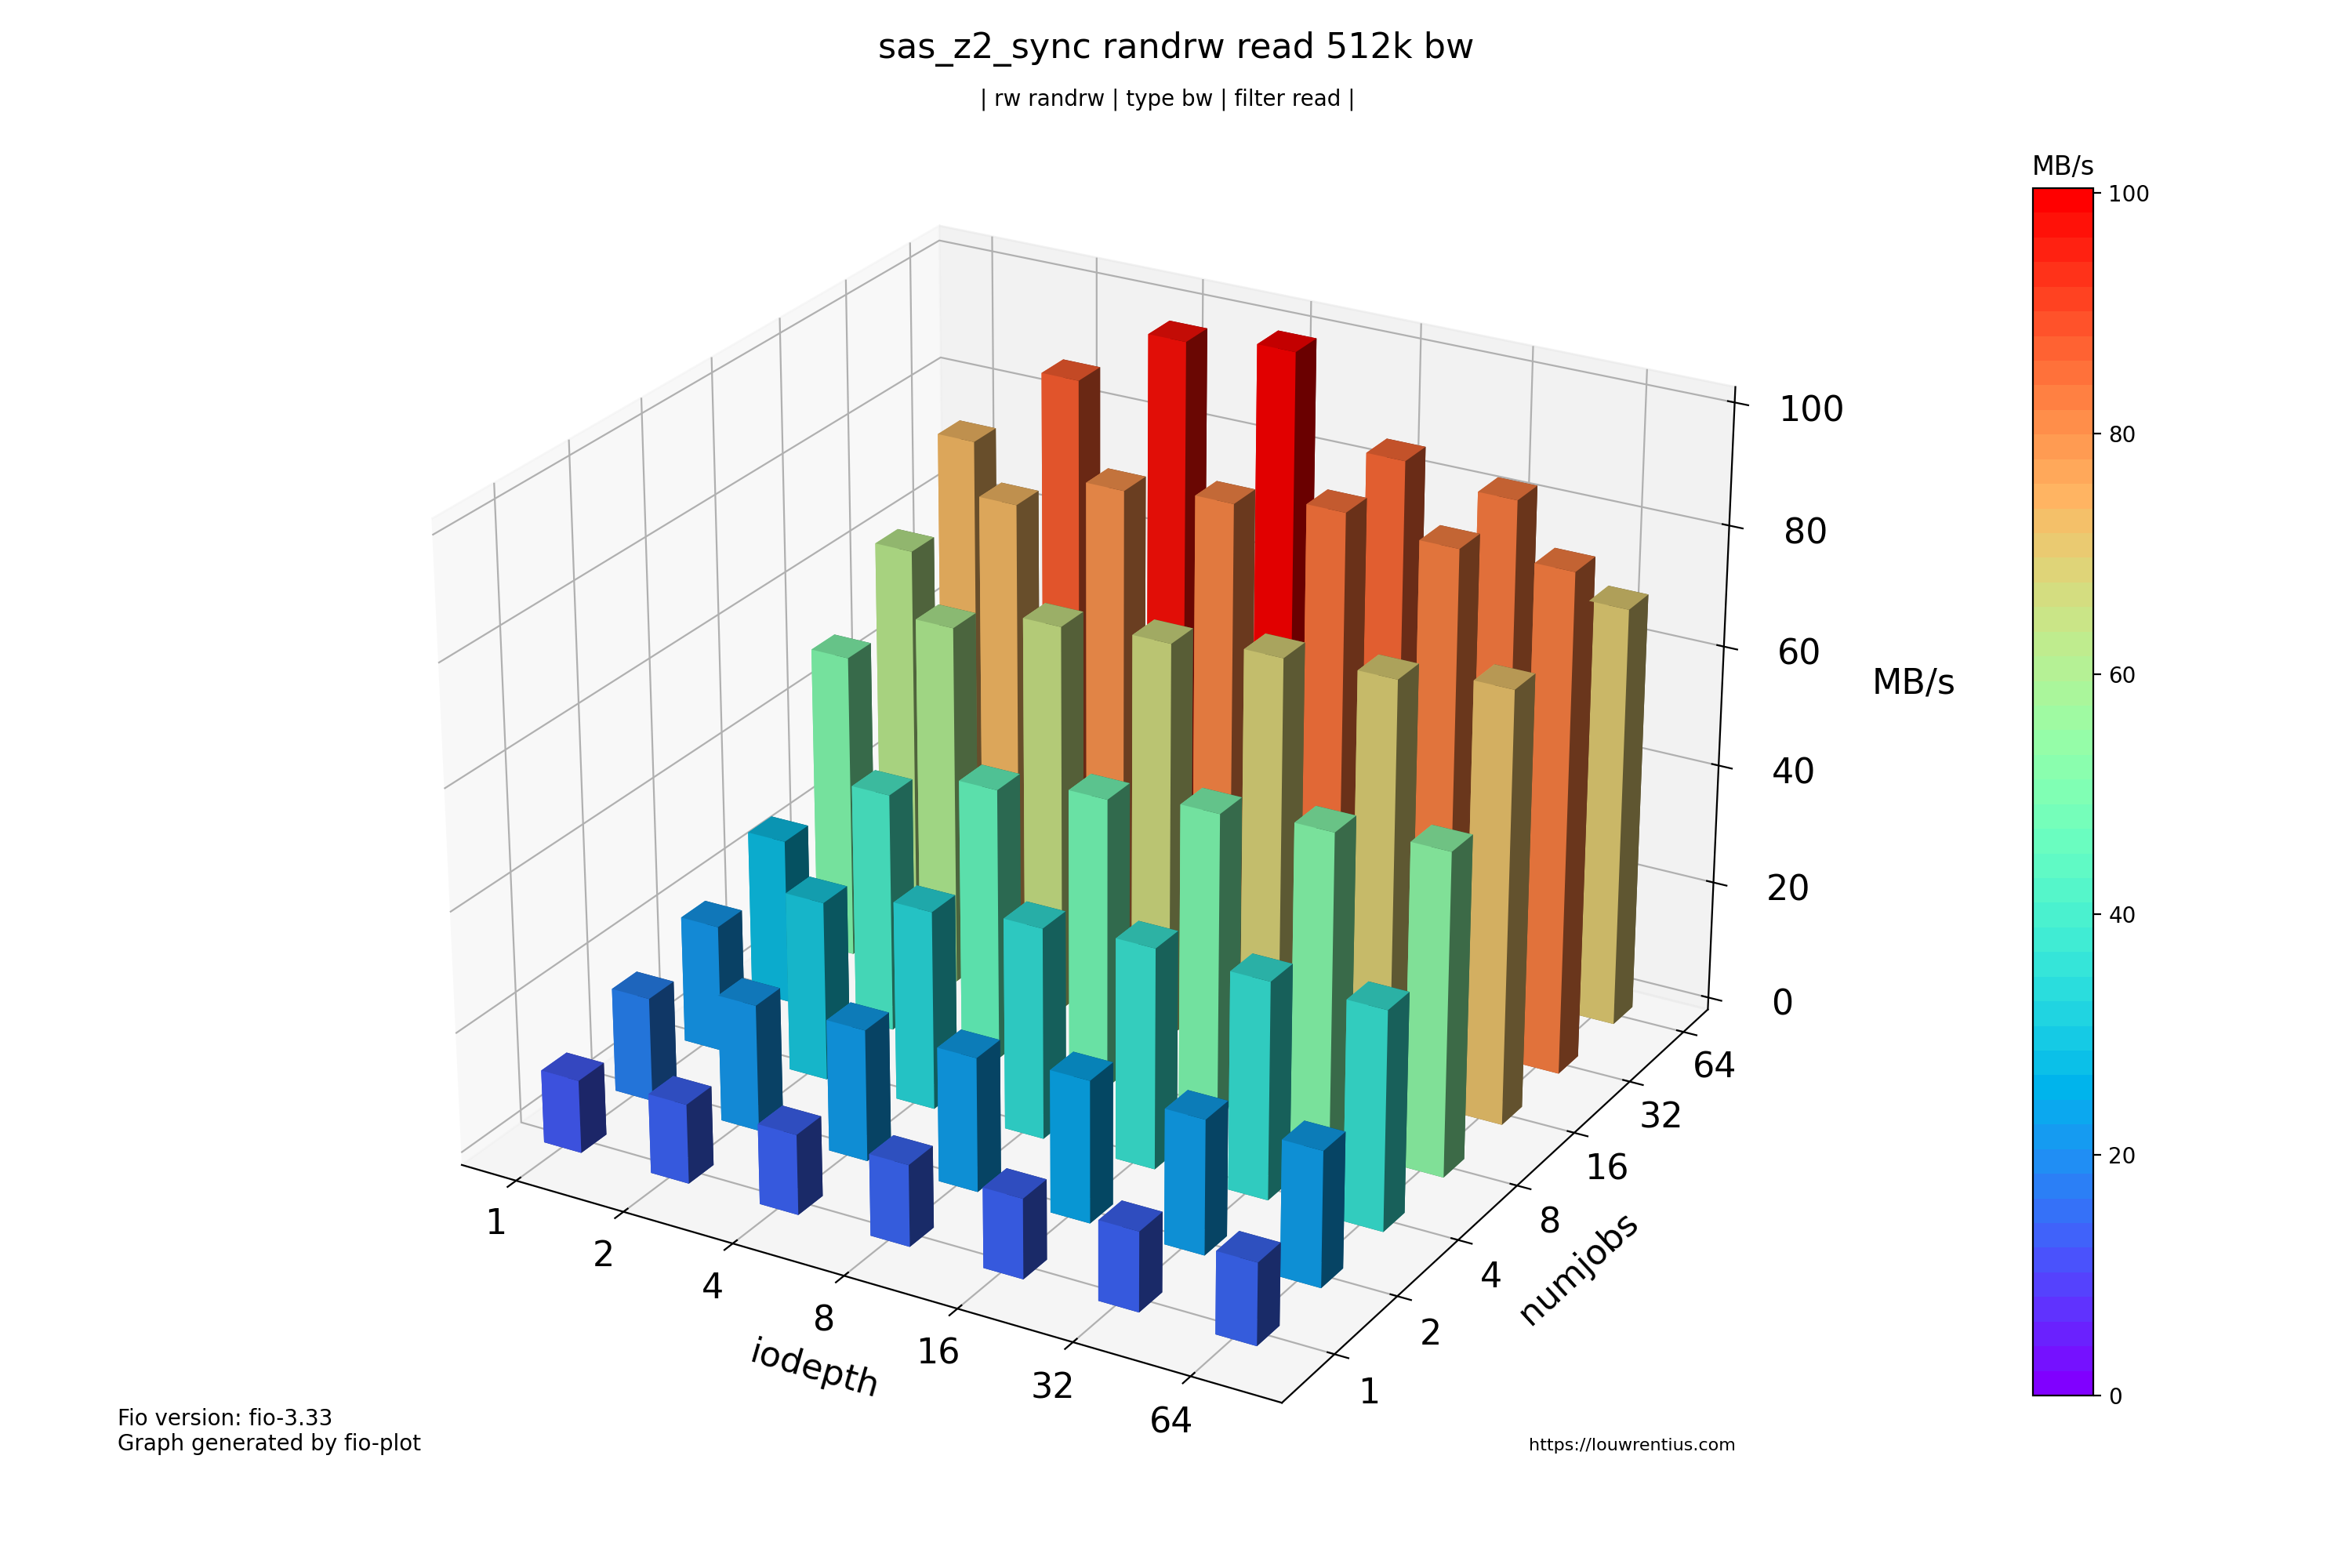 sas_z2_sync randrw read 512k bw
| rw randrw | type bw | filter read |
MB/s
100
80
60
40
20
0
100
80
60
40
20
0
MB/s
64
32
16
8
4
2
1
numjobs
1
2
4
8
16
32
64
iodepth
Fio version: fio-3.33
Graph generated by fio-plot
https://louwrentius.com